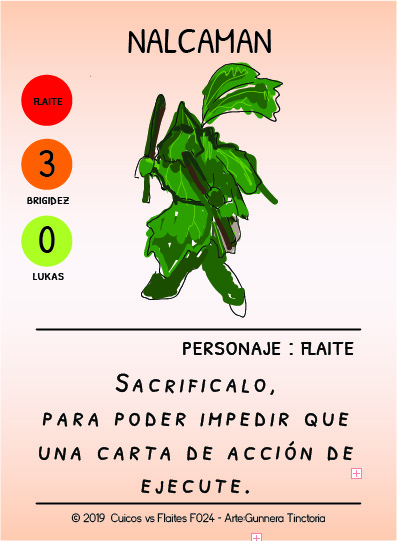 NALCAMAN
FLAITE
3
BRIGIDEZ
0
LUKAS
PERSONAJE : FLAITE
SACRIFICALO,
PARA PODER IMPEDIR QUE
UNA CARTA DE ACCIÓN DE
EJECUTE.
© 2019 Cuicos vs Flaites F024 - Arte:Gunnera Tinctoria